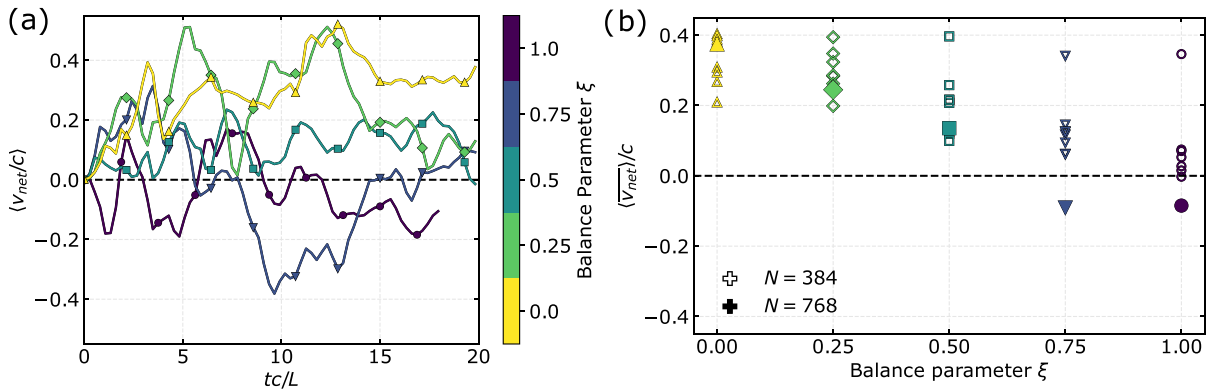 (a)
⟨v_net/c⟩
0.4
0.2
0.0
−0.2
−0.4
0
5
10
15
20
tc/L
1.0
0.75
0.5
0.25
0.0
Balance Parameter ξ
(b)
⟨\overline{v_net}⟩/c
0.4
0.2
0.0
−0.2
−0.4
N = 384
N = 768
0.00
0.25
0.50
0.75
1.00
Balance parameter ξ